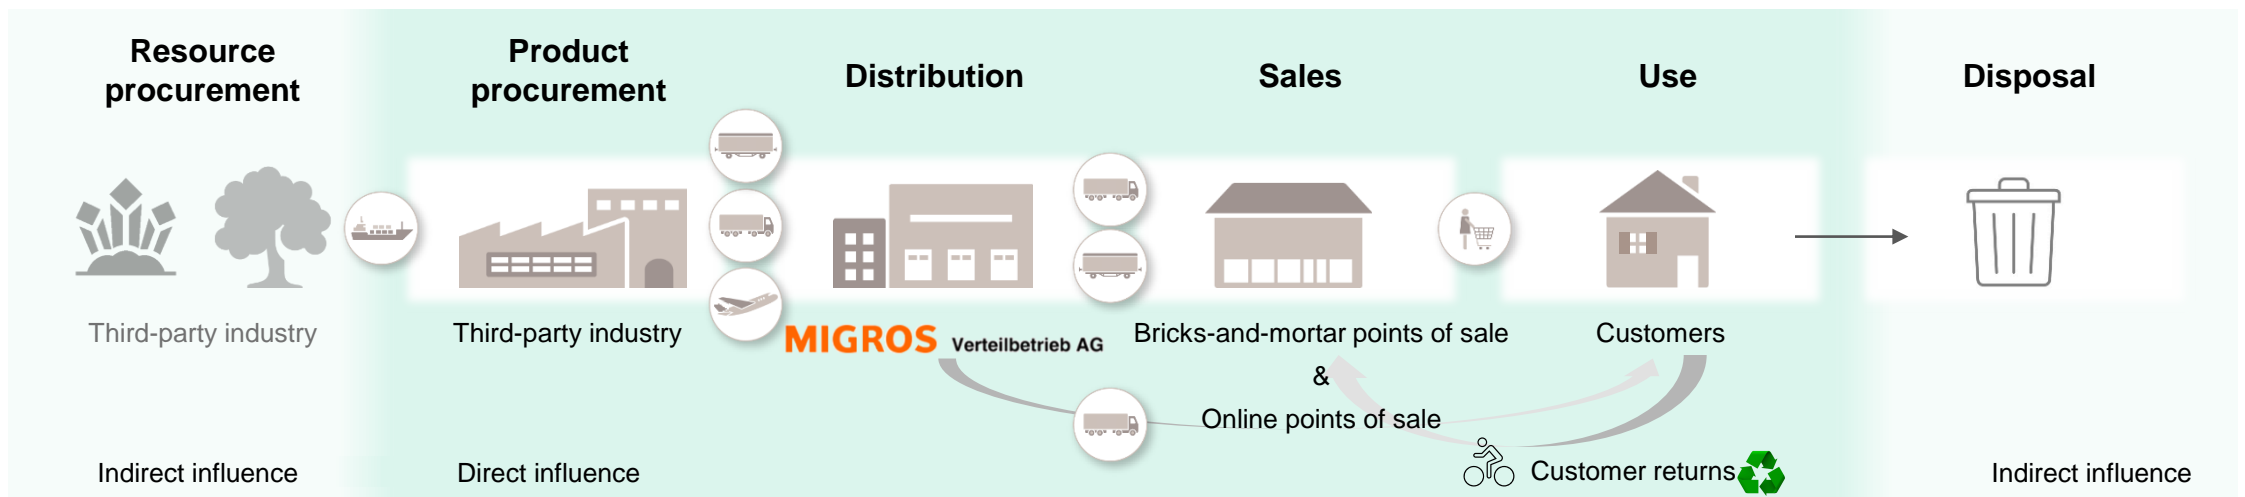 Resource
procurement
Product
procurement
Distribution
Sales
Use
Disposal
Third-party industry
Third-party industry
MIGROS Verteilbetrieb AG
Bricks-and-mortar points of sale
&
Online points of sale
Customers
Customer returns
Indirect influence
Direct influence
Indirect influence